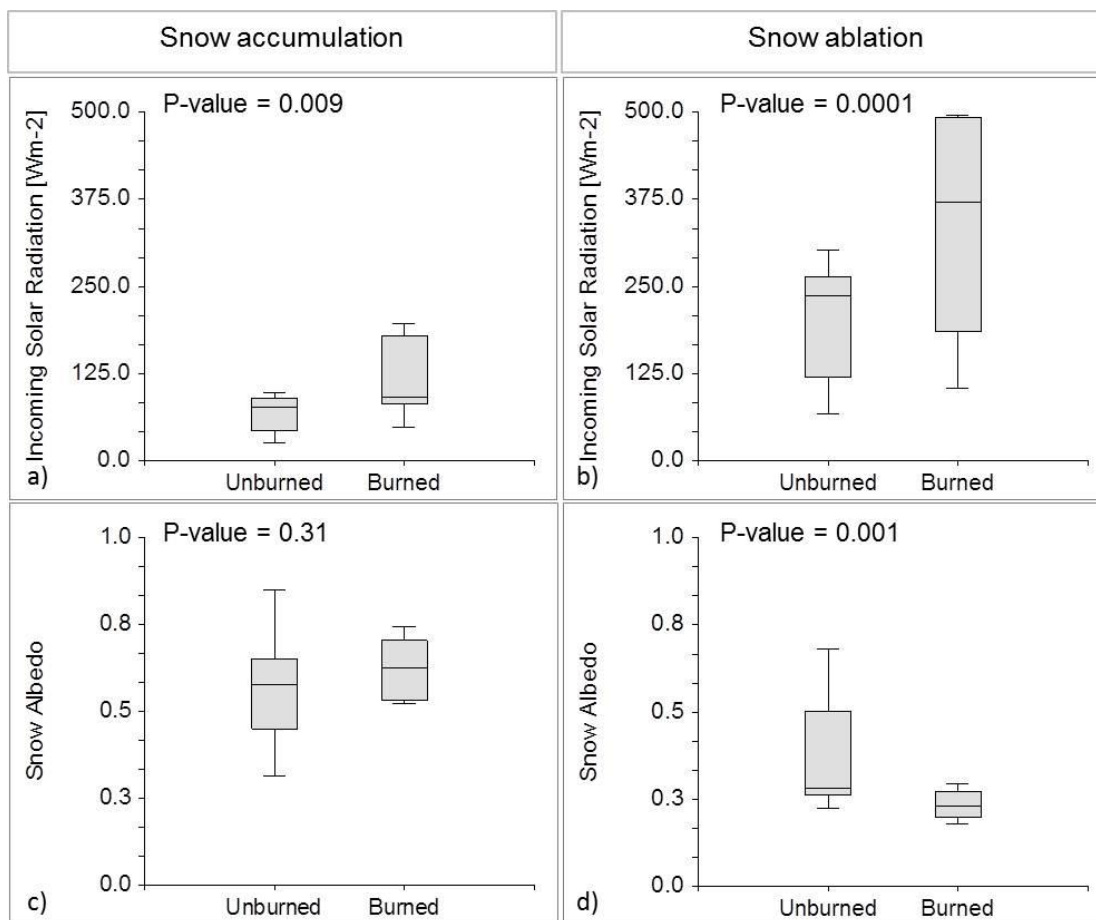 Snow accumulation
Snow ablation
P-value = 0.009
Incoming Solar Radiation [Wm-2]
500.0
375.0
250.0
125.0
0.0
Unburned
Burned
a)
P-value = 0.0001
Incoming Solar Radiation [Wm-2]
500.0
375.0
250.0
125.0
0.0
Unburned
Burned
b)
P-value = 0.31
Snow Albedo
1.0
0.8
0.5
0.3
0.0
Unburned
Burned
c)
P-value = 0.001
Snow Albedo
1.0
0.8
0.5
0.3
0.0
Unburned
Burned
d)